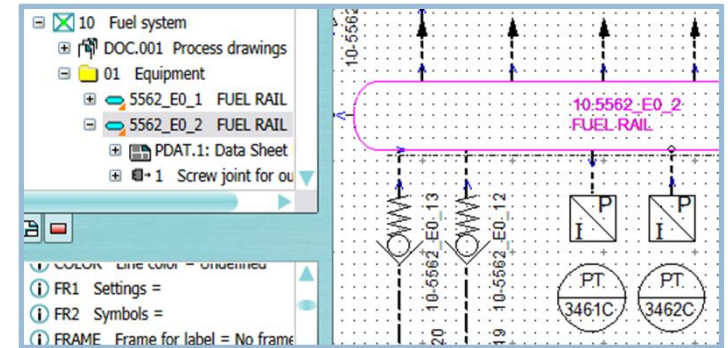 10 Fuel system
DOC.001 Process drawings
01 Equipment
5562_E0_1 FUEL RAIL
5562_E0_2 FUEL RAIL
PDAT.1: Data Sheet
1 Screw joint for ou
COLOR Line color = Undefined
FR1 Settings =
FR2 Symbols =
FRAME Frame for label = No frame
10-5562
10.5562_E0_2
FUEL RAIL
10-5562_E0_13
10-5562_E0_12
20
19
P
I
P
I
PT
3461C
PT
3462C